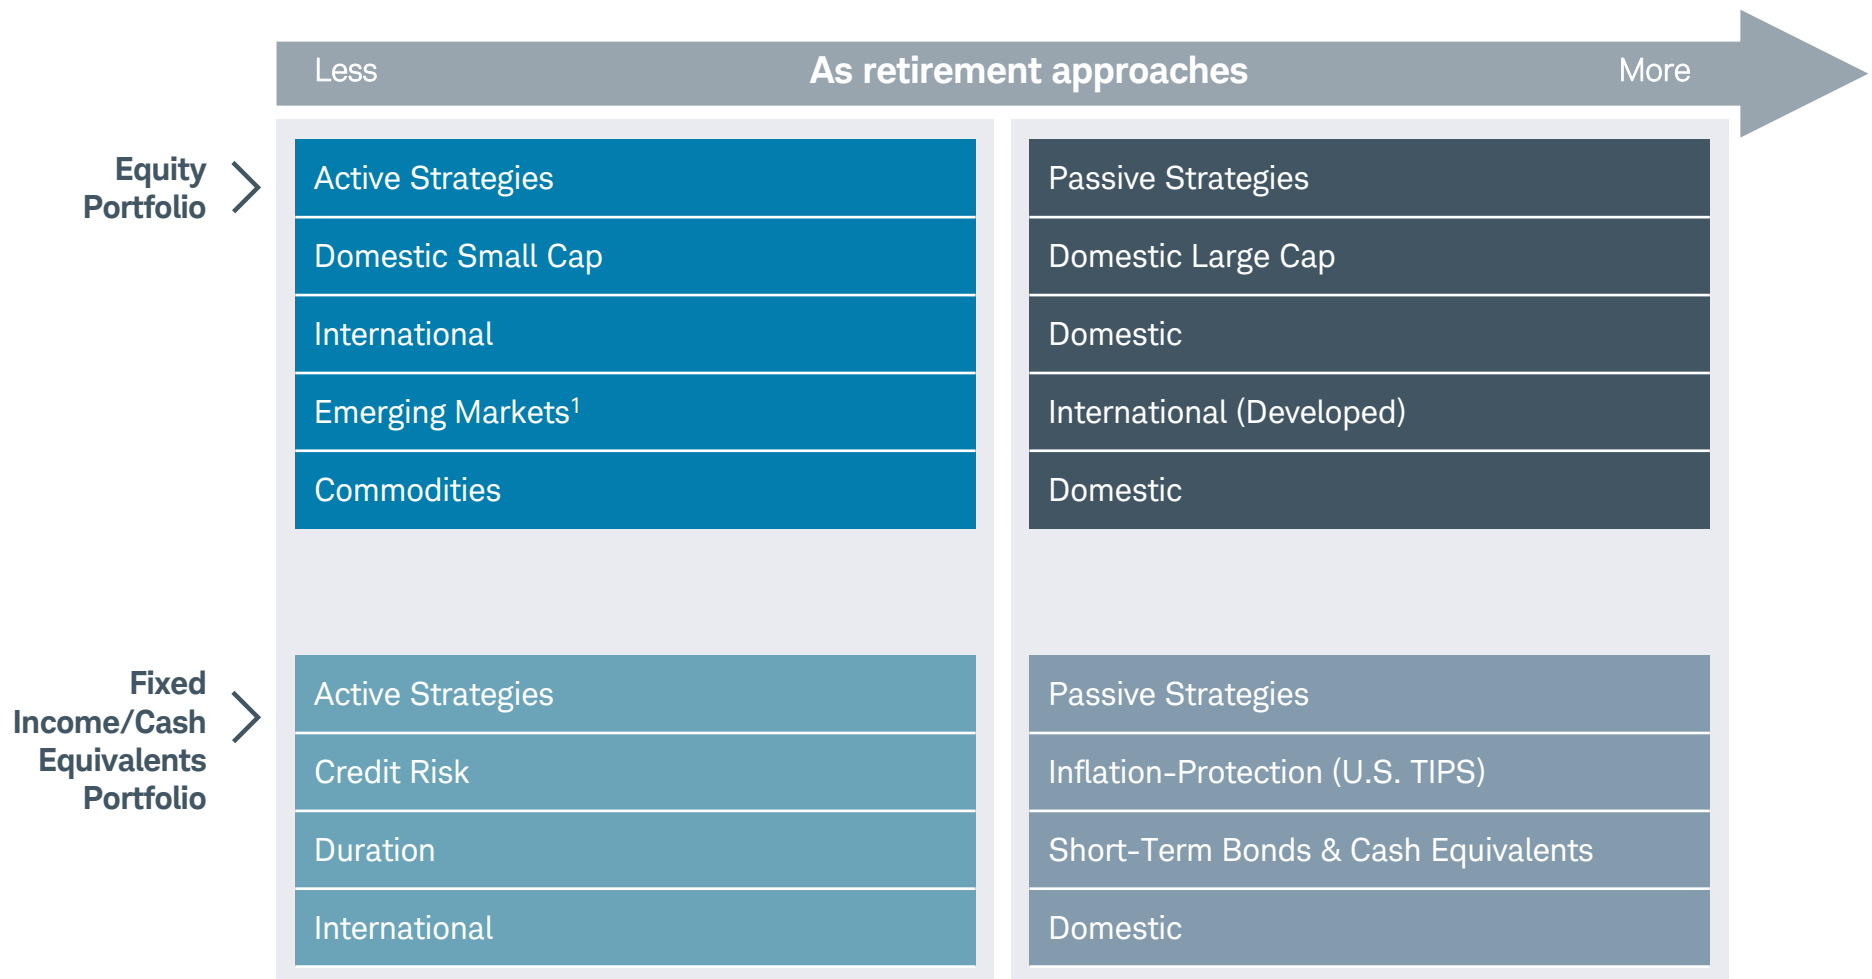 Less As retirement approaches More
Equity
Portfolio
Active Strategies
Passive Strategies
Domestic Small Cap
Domestic Large Cap
International
Domestic
Emerging Markets¹
International (Developed)
Commodities
Domestic
Fixed
Income/Cash
Equivalents
Portfolio
Active Strategies
Passive Strategies
Credit Risk
Inflation-Protection (U.S. TIPS)
Duration
Short-Term Bonds & Cash Equivalents
International
Domestic